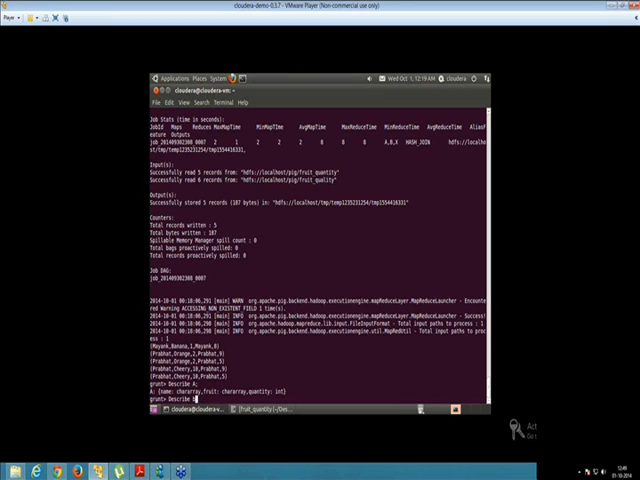 cloudera-demo-0.3.7 - VMware Player (Non-commercial use only)
Player
Applications Places System
Wed Oct 1, 12:19 AM cloudera
cloudera@cloudera-vm: ~
File Edit View Search Terminal Help
Job Stats (time in seconds):
JobId Maps Reduces MaxMapTime MinMapTIme AvgMapTime MaxReduceTime MinReduceTime AvgReduceTime Alias F
eature Outputs
job_201409302308_0007 2 1 2 2 2 8 8 8 A,B,X HASH_JOIN hdfs://localho
st/tmp/temp1235231254/tmp1554416331,
Input(s):
Successfully read 5 records from: "hdfs://localhost/pig/fruit_quantity"
Successfully read 6 records from: "hdfs://localhost/pig/fruit_quality"
Output(s):
Successfully stored 5 records (187 bytes) in: "hdfs://localhost/tmp/temp1235231254/tmp1554416331"
Counters:
Total records written : 5
Total bytes written : 187
Spillable Memory Manager spill count : 0
Total bags proactively spilled: 0
Total records proactively spilled: 0
Job DAG:
job_201409302308_0007
2014-10-01 00:18:06,291 [main] WARN org.apache.pig.backend.hadoop.executionengine.mapReduceLayer.MapReduceLauncher - Encounte
red Warning ACCESSING_NON_EXISTENT_FIELD 1 time(s).
2014-10-01 00:18:06,291 [main] INFO org.apache.pig.backend.hadoop.executionengine.mapReduceLayer.MapReduceLauncher - Success!
2014-10-01 00:18:06,298 [main] INFO org.apache.hadoop.mapreduce.lib.input.FileInputFormat - Total input paths to process : 1
2014-10-01 00:18:06,298 [main] INFO org.apache.pig.backend.hadoop.executionengine.util.MapRedUtil - Total input paths to proc
ess : 1
(Mayank,Banana,1,Mayank,8)
(Prabhat,Orange,2,Prabhat,9)
(Prabhat,Orange,2,Prabhat,5)
(Prabhat,Cheery,10,Prabhat,9)
(Prabhat,Cheery,10,Prabhat,5)
grunt> Describe A;
A: {name: chararray,fruit: chararray,quantity: int}
grunt> Describe b
cloudera@cloudera-vm: ~ [fruit_quantity (~/Des...
Act
Go t
12:49
01-10-2014